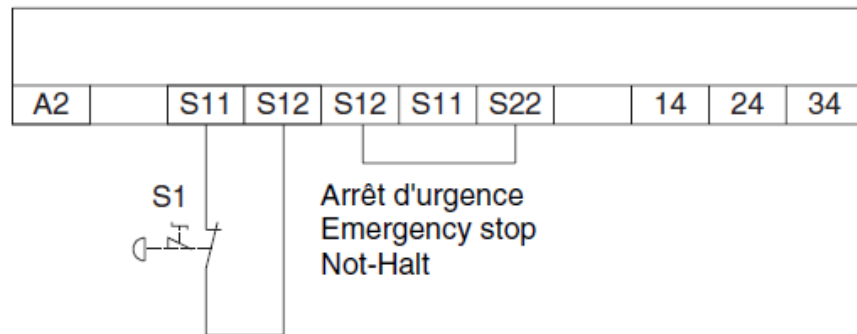 A2 S11 S12 S12 S11 S22 14 24 34
S1
Arrêt d'urgence
Emergency stop
Not-Halt